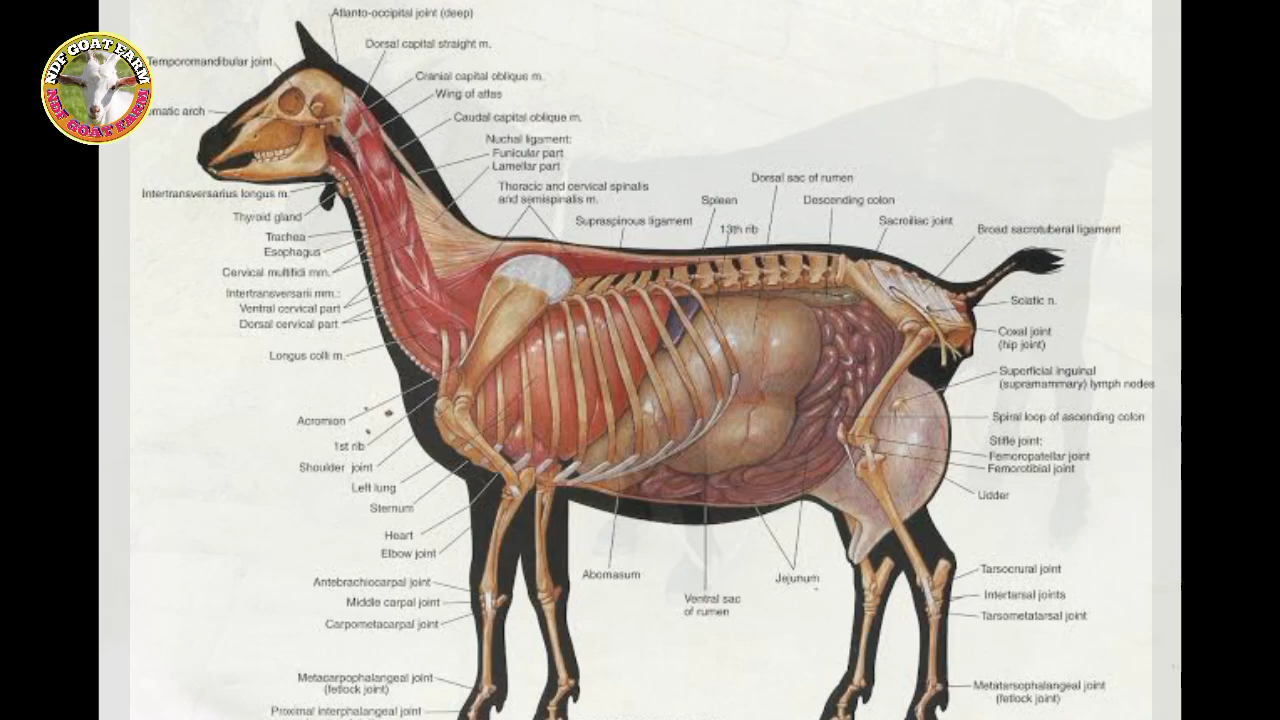 NDF GOAT FARM
NDF GOAT FARM
Atlanto-occipital joint (deep)
Dorsal capital straight m.
Temporomandibular joint
Cranial capital oblique m.
Wing of atlas
matic arch
Caudal capital oblique m.
Nuchal ligament:
Funicular part
Lamellar part
Thoracic and cervical spinalis
and semispinalis m.
Supraspinous ligament
Spleen
13th rib
Dorsal sac of rumen
Descending colon
Sacroiliac joint
Broad sacrotuberal ligament
Intertransversarius longus m.
Thyroid gland
Trachea
Esophagus
Cervical multifidi mm.
Intertransversarii mm.:
Ventral cervical part
Dorsal cervical part
Longus colli m.
Acromion
1st rib
Shoulder joint
Left lung
Sternum
Heart
Elbow joint
Antebrachiocarpal joint
Middle carpal joint
Carpometacarpal joint
Metacarpophalangeal joint
(fetlock joint)
Proximal interphalangeal joint
Abomasum
Ventral sac
of rumen
Jejunum
Sciatic n.
Coxal joint
(hip joint)
Superficial inguinal
(supramammary) lymph nodes
Spiral loop of ascending colon
Stifle joint:
Femoropatellar joint
Femorotibial joint
Udder
Tarsocrural joint
Intertarsal joints
Tarsometatarsal joint
Metatarsophalangeal joint
(fetlock joint)